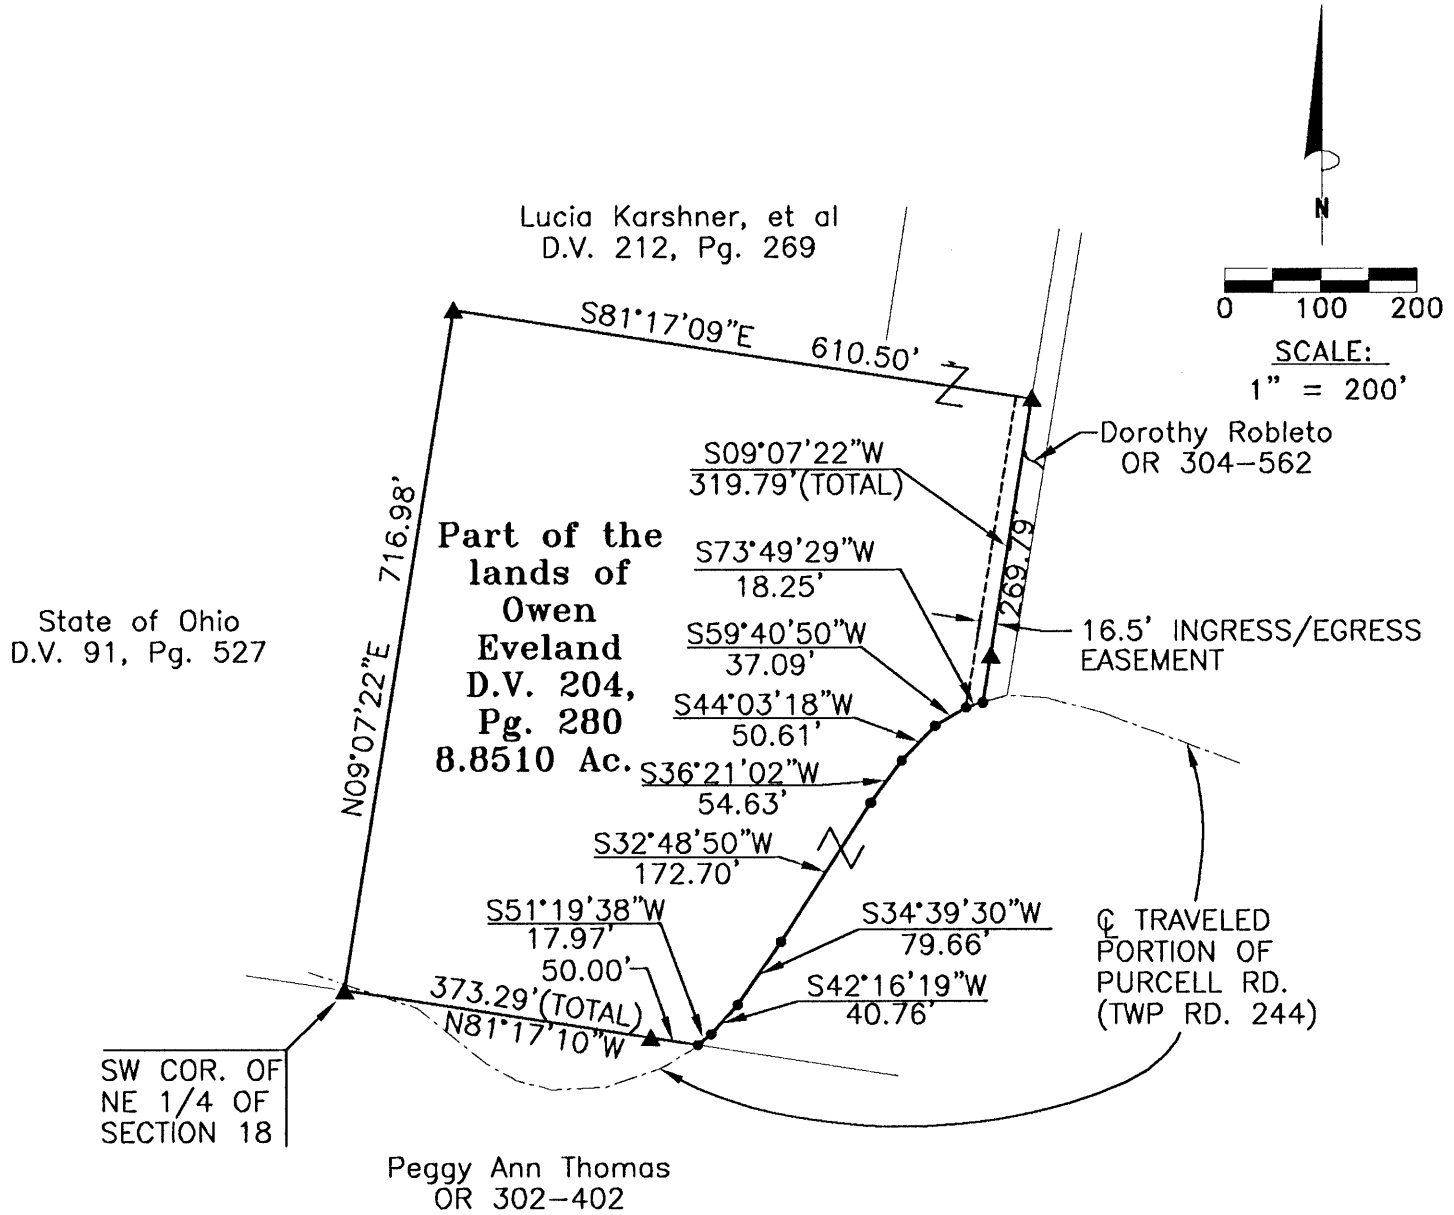 N
0 100 200
SCALE:
1" = 200'
Lucia Karshner, et al
D.V. 212, Pg. 269
S81°17'09"E
610.50'
Dorothy Robleto
OR 304-562
S09°07'22"W
319.79'(TOTAL)
269.79'
716.98'
N09°07'22"E
Part of the
lands of
Owen
Eveland
D.V. 204,
Pg. 280
8.8510 Ac.
S73°49'29"W
18.25'
State of Ohio
D.V. 91, Pg. 527
S59°40'50"W
37.09'
16.5' INGRESS/EGRESS
EASEMENT
S44°03'18"W
50.61'
S36°21'02"W
54.63'
S32°48'50"W
172.70'
S51°19'38"W
17.97'
50.00'
S34°39'30"W
79.66'
S42°16'19"W
40.76'
℄ TRAVELED
PORTION OF
PURCELL RD.
(TWP RD. 244)
373.29'(TOTAL)
N81°17'10"W
SW COR. OF
NE 1/4 OF
SECTION 18
Peggy Ann Thomas
OR 302-402